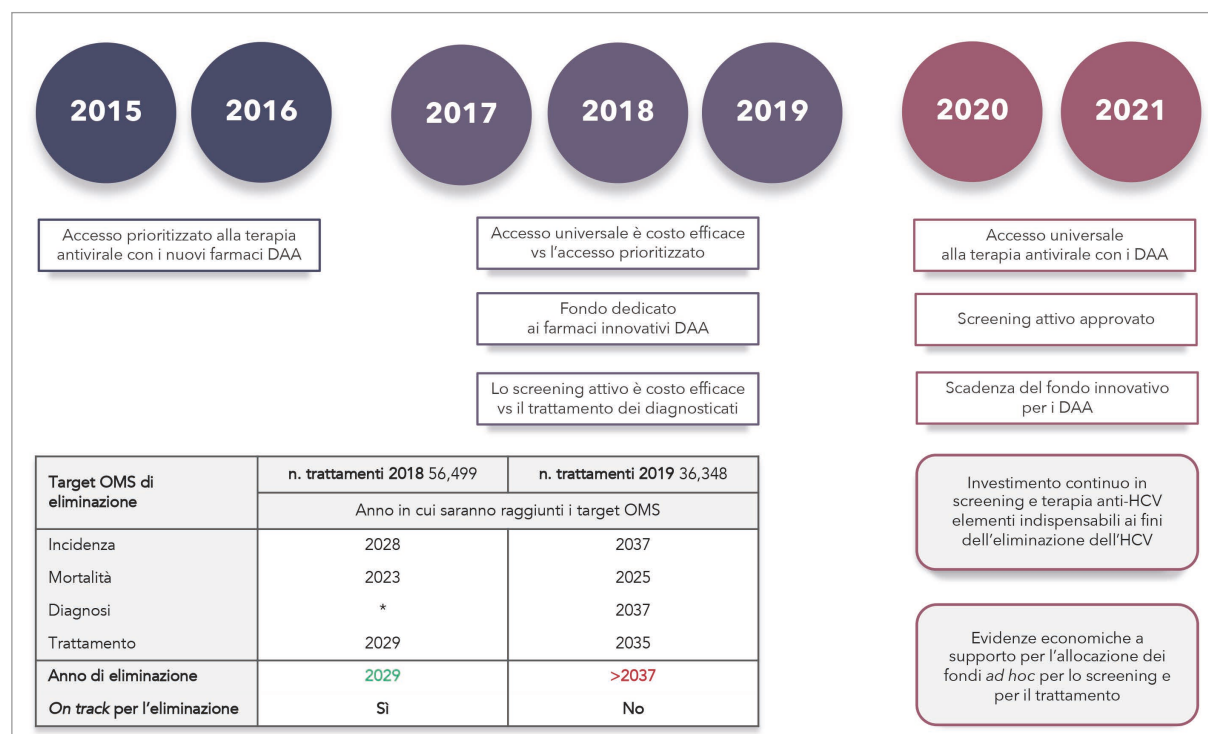 2015
2016
2017
2018
2019
2020
2021
Accesso prioritizzato alla terapia
antivirale con i nuovi farmaci DAA
Accesso universale è costo efficace
vs l'accesso prioritizzato
Fondo dedicato
ai farmaci innovativi DAA
Lo screening attivo è costo efficace
vs il trattamento dei diagnosticati
Accesso universale
alla terapia antivirale con i DAA
Screening attivo approvato
Scadenza del fondo innovativo
per i DAA
Investimento continuo in
screening e terapia anti-HCV
elementi indispensabili ai fini
dell'eliminazione dell'HCV
Evidenze economiche a
supporto per l'allocazione dei
fondi ad hoc per lo screening e
per il trattamento
Target OMS di
eliminazione
n. trattamenti 2018 56,499
n. trattamenti 2019 36,348
Anno in cui saranno raggiunti i target OMS
Incidenza 2028 2037
Mortalità 2023 2025
Diagnosi * 2037
Trattamento 2029 2035
Anno di eliminazione 2029 >2037
On track per l'eliminazione Sì No